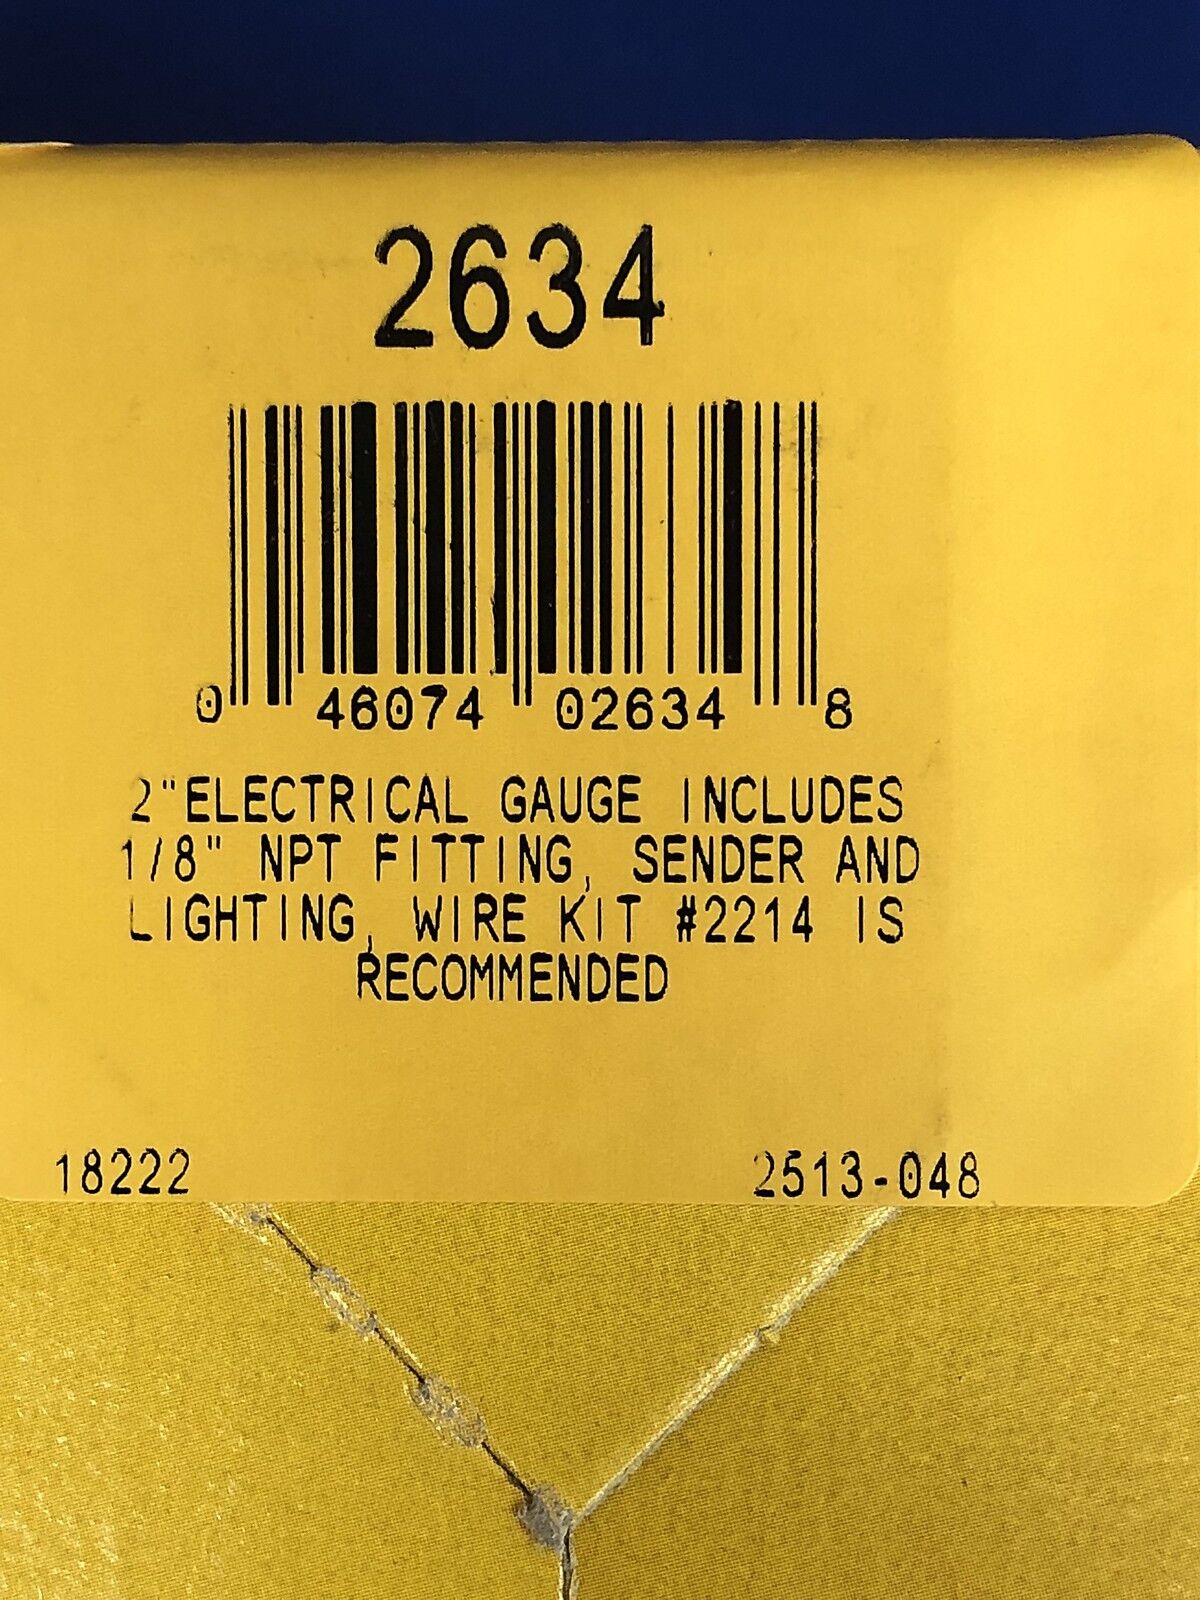 2634
0 46074 02634 8
2"ELECTRICAL GAUGE INCLUDES
1/8" NPT FITTING, SENDER AND
LIGHTING, WIRE KIT #2214 IS
RECOMMENDED
18222 2513-048